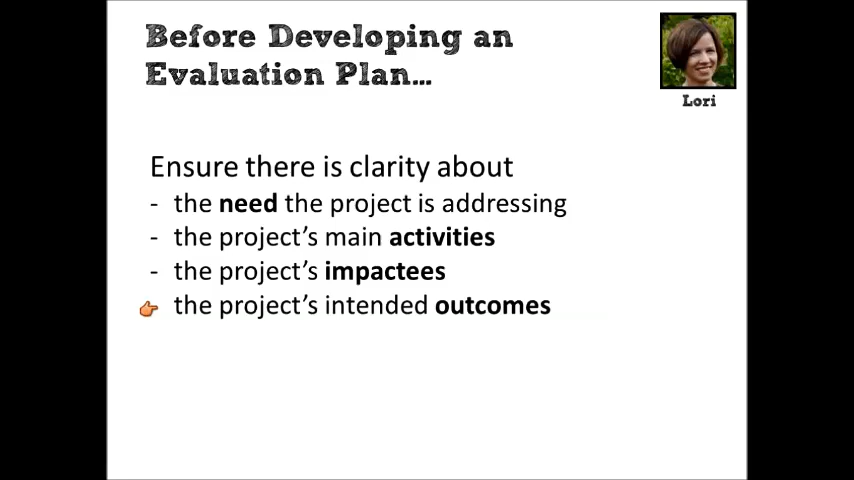 Before Developing an
Evaluation Plan...
Lori
Ensure there is clarity about
- the need the project is addressing
- the project's main activities
- the project's impactees
the project's intended outcomes